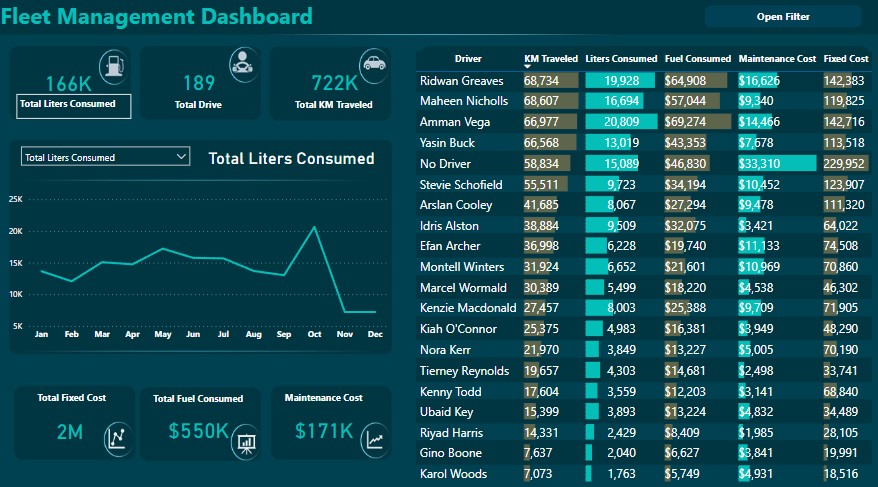 Fleet Management Dashboard
Open Filter
166K
Total Liters Consumed
189
Total Drive
722K
Total KM Traveled
Total Liters Consumed
Total Liters Consumed
25K
20K
15K
10K
5K
Jan Feb Mar Apr May Jun Jul Aug Sep Oct Nov Dec
Total Fixed Cost
2M
Total Fuel Consumed
$550K
Maintenance Cost
$171K
Driver KM Traveled Liters Consumed Fuel Consumed Maintenance Cost Fixed Cost
Ridwan Greaves 68,734 19,928 $64,908 $16,626 142,383
Maheen Nicholls 68,607 16,694 $57,044 $9,340 119,825
Amman Vega 66,977 20,809 $69,274 $14,466 142,716
Yasin Buck 66,568 13,019 $43,353 $7,678 113,518
No Driver 58,834 15,089 $46,830 $33,310 229,952
Stevie Schofield 55,511 9,723 $34,194 $10,452 123,907
Arslan Cooley 41,685 8,067 $27,294 $9,478 111,320
Idris Alston 38,884 9,509 $32,075 $3,421 64,022
Efan Archer 36,998 6,228 $19,740 $11,133 74,508
Montell Winters 31,924 6,652 $21,601 $10,969 70,860
Marcel Wormald 30,389 5,499 $18,220 $4,538 46,302
Kenzie Macdonald 27,457 8,003 $25,388 $9,709 71,905
Kiah O'Connor 25,375 4,983 $16,381 $3,949 48,290
Nora Kerr 21,970 3,849 $13,227 $5,005 70,190
Tierney Reynolds 19,657 4,303 $14,681 $2,498 33,741
Kenny Todd 17,604 3,559 $12,203 $3,141 68,840
Ubaid Key 15,399 3,893 $13,224 $4,832 34,489
Riyad Harris 14,331 2,429 $8,409 $1,985 28,105
Gino Boone 7,637 2,040 $6,627 $3,841 19,991
Karol Woods 7,073 1,763 $5,749 $4,931 18,516